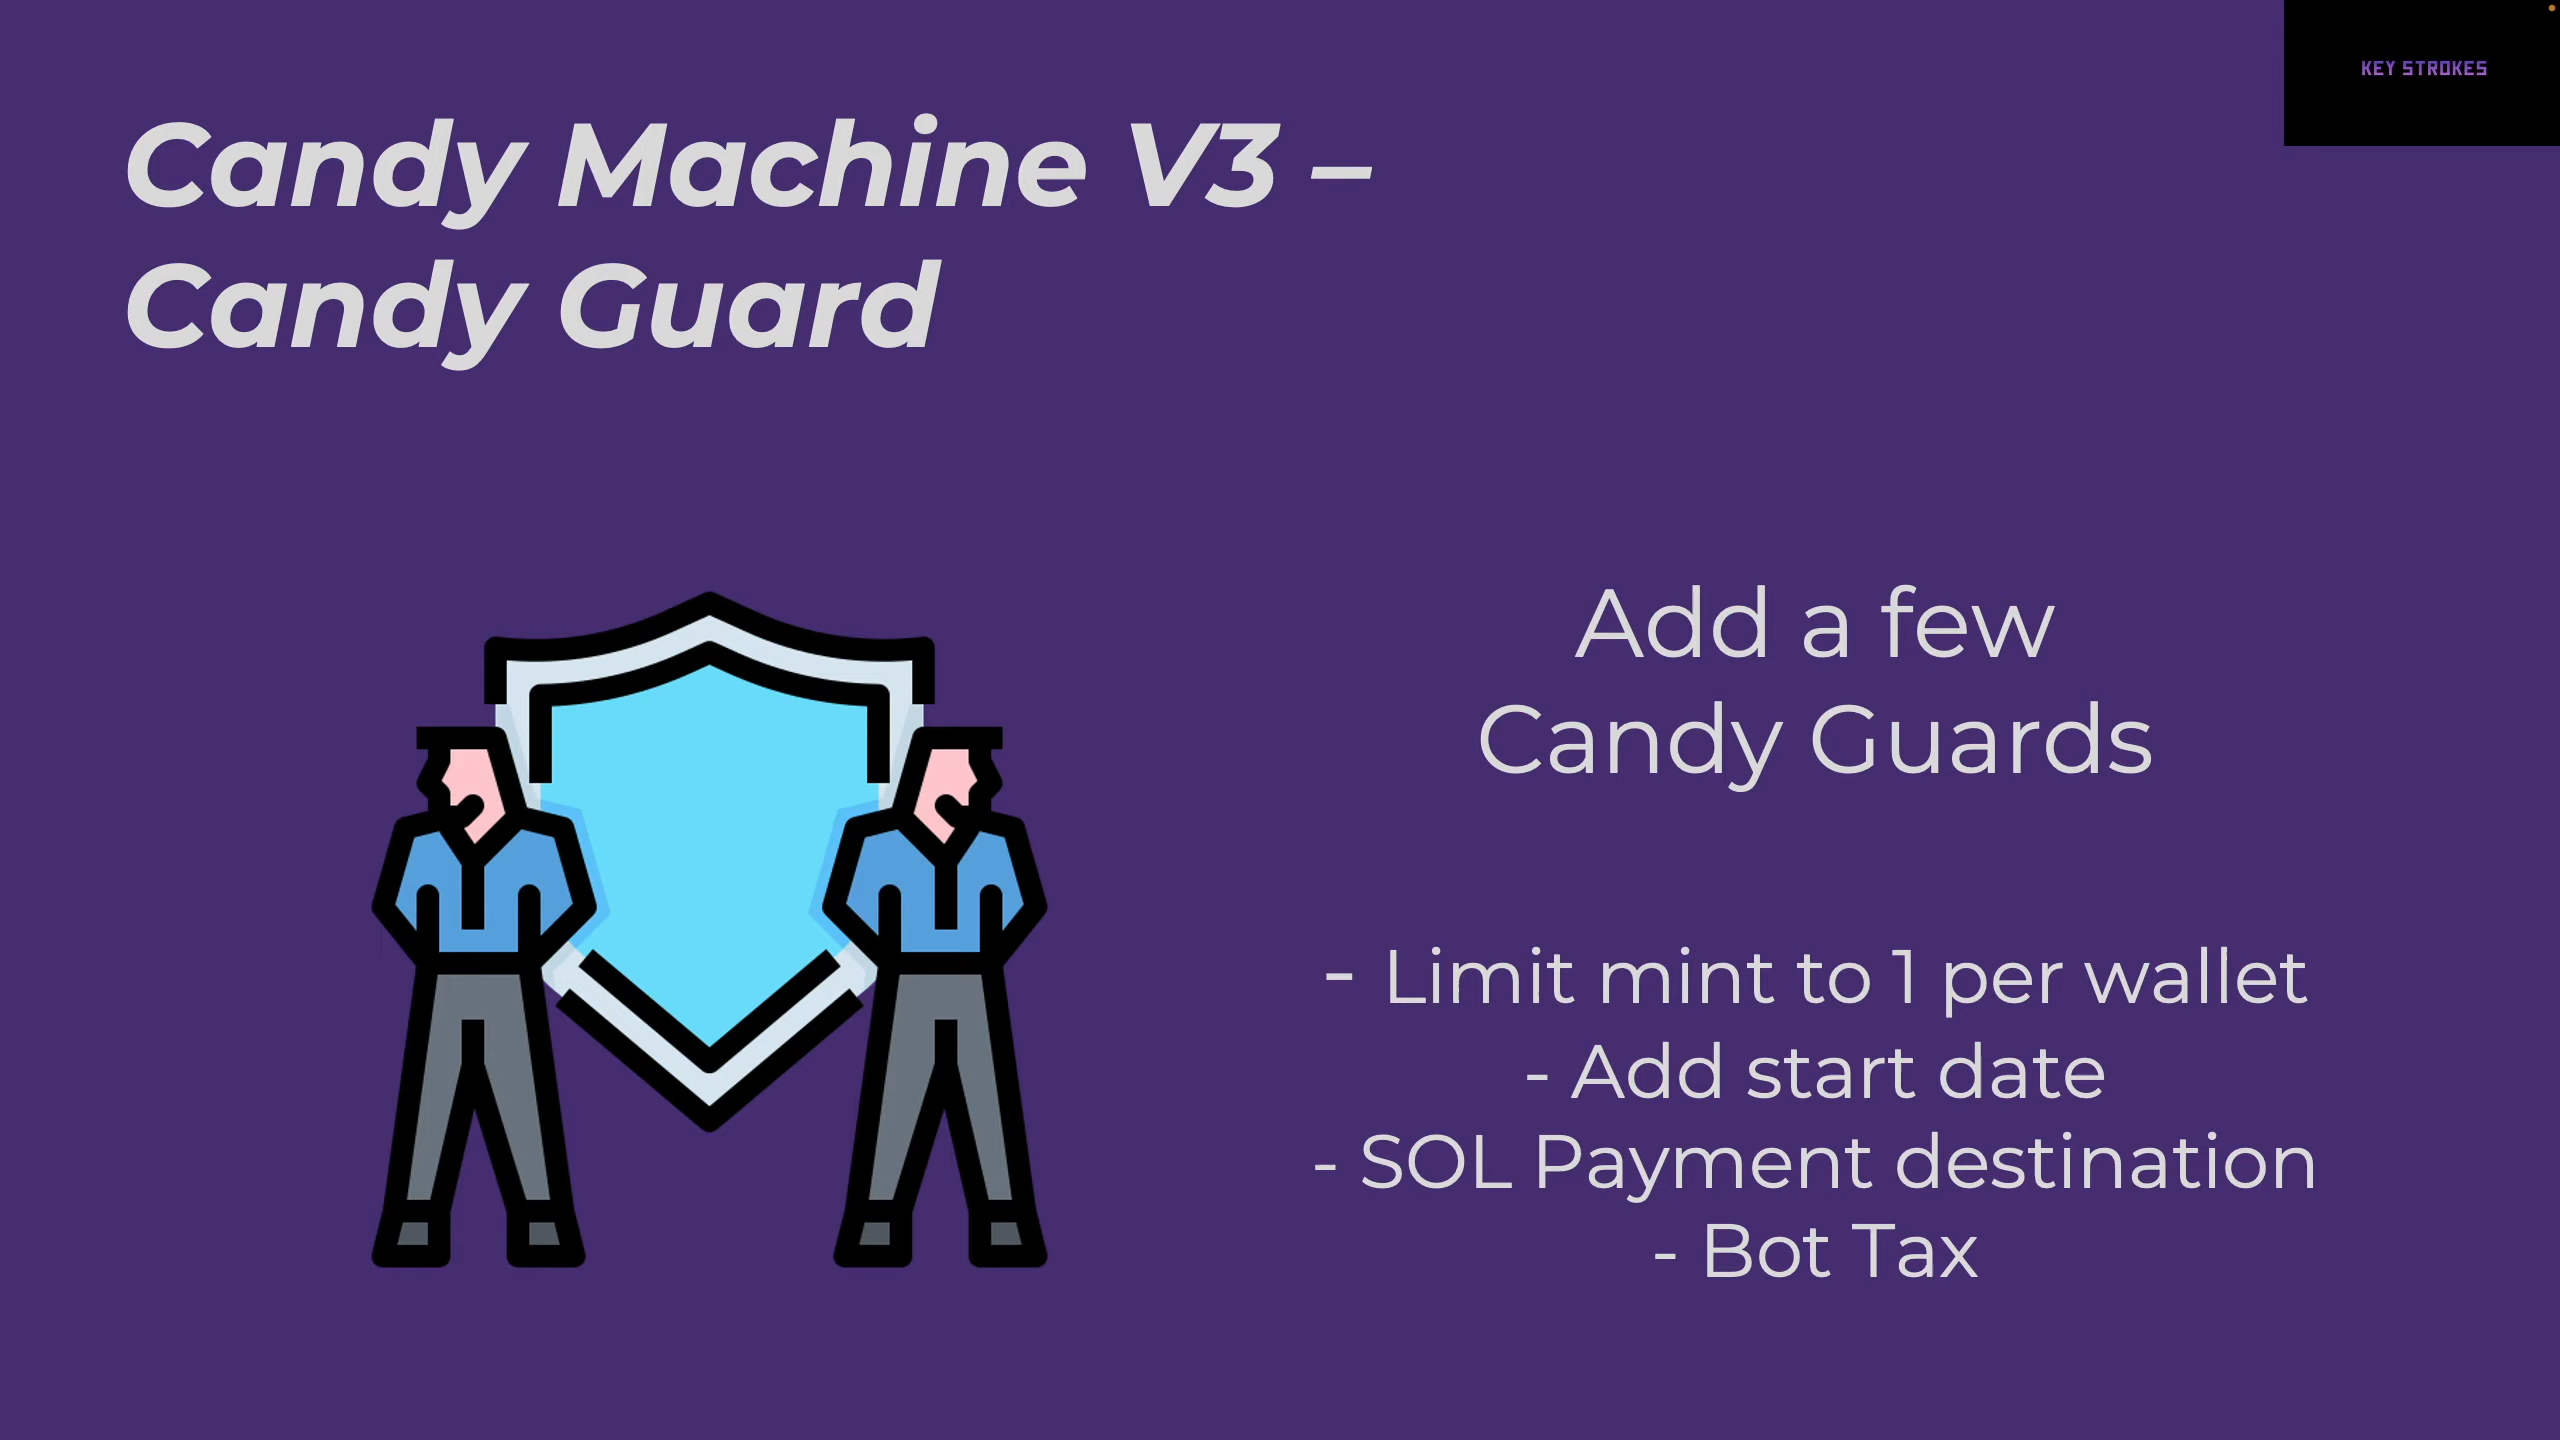 KEY STROKES
Candy Machine V3 –
Candy Guard
Add a few
Candy Guards
- Limit mint to 1 per wallet
- Add start date
- SOL Payment destination
- Bot Tax